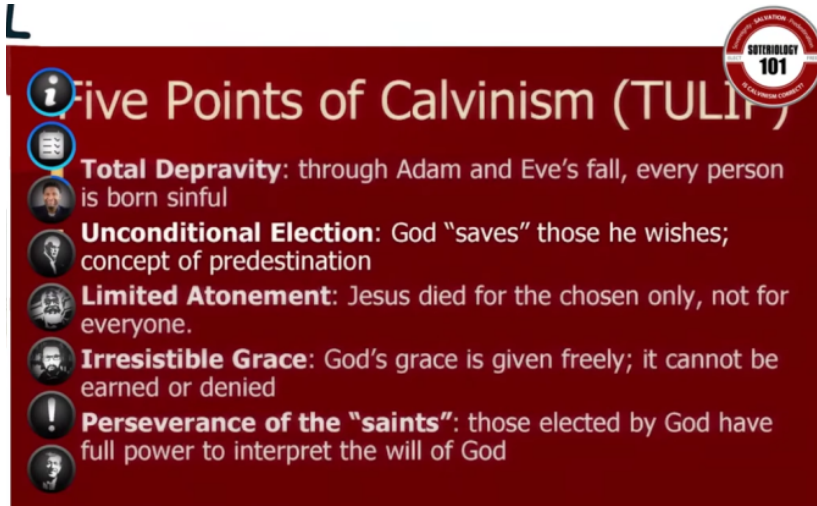 L
SOTERIOLOGY
101
IS CALVINISM CORRECT?
Five Points of Calvinism (TULIP)
Total Depravity: through Adam and Eve's fall, every person
is born sinful
Unconditional Election: God “saves” those he wishes;
concept of predestination
Limited Atonement: Jesus died for the chosen only, not for
everyone.
Irresistible Grace: God's grace is given freely; it cannot be
earned or denied
Perseverance of the “saints”: those elected by God have
full power to interpret the will of God